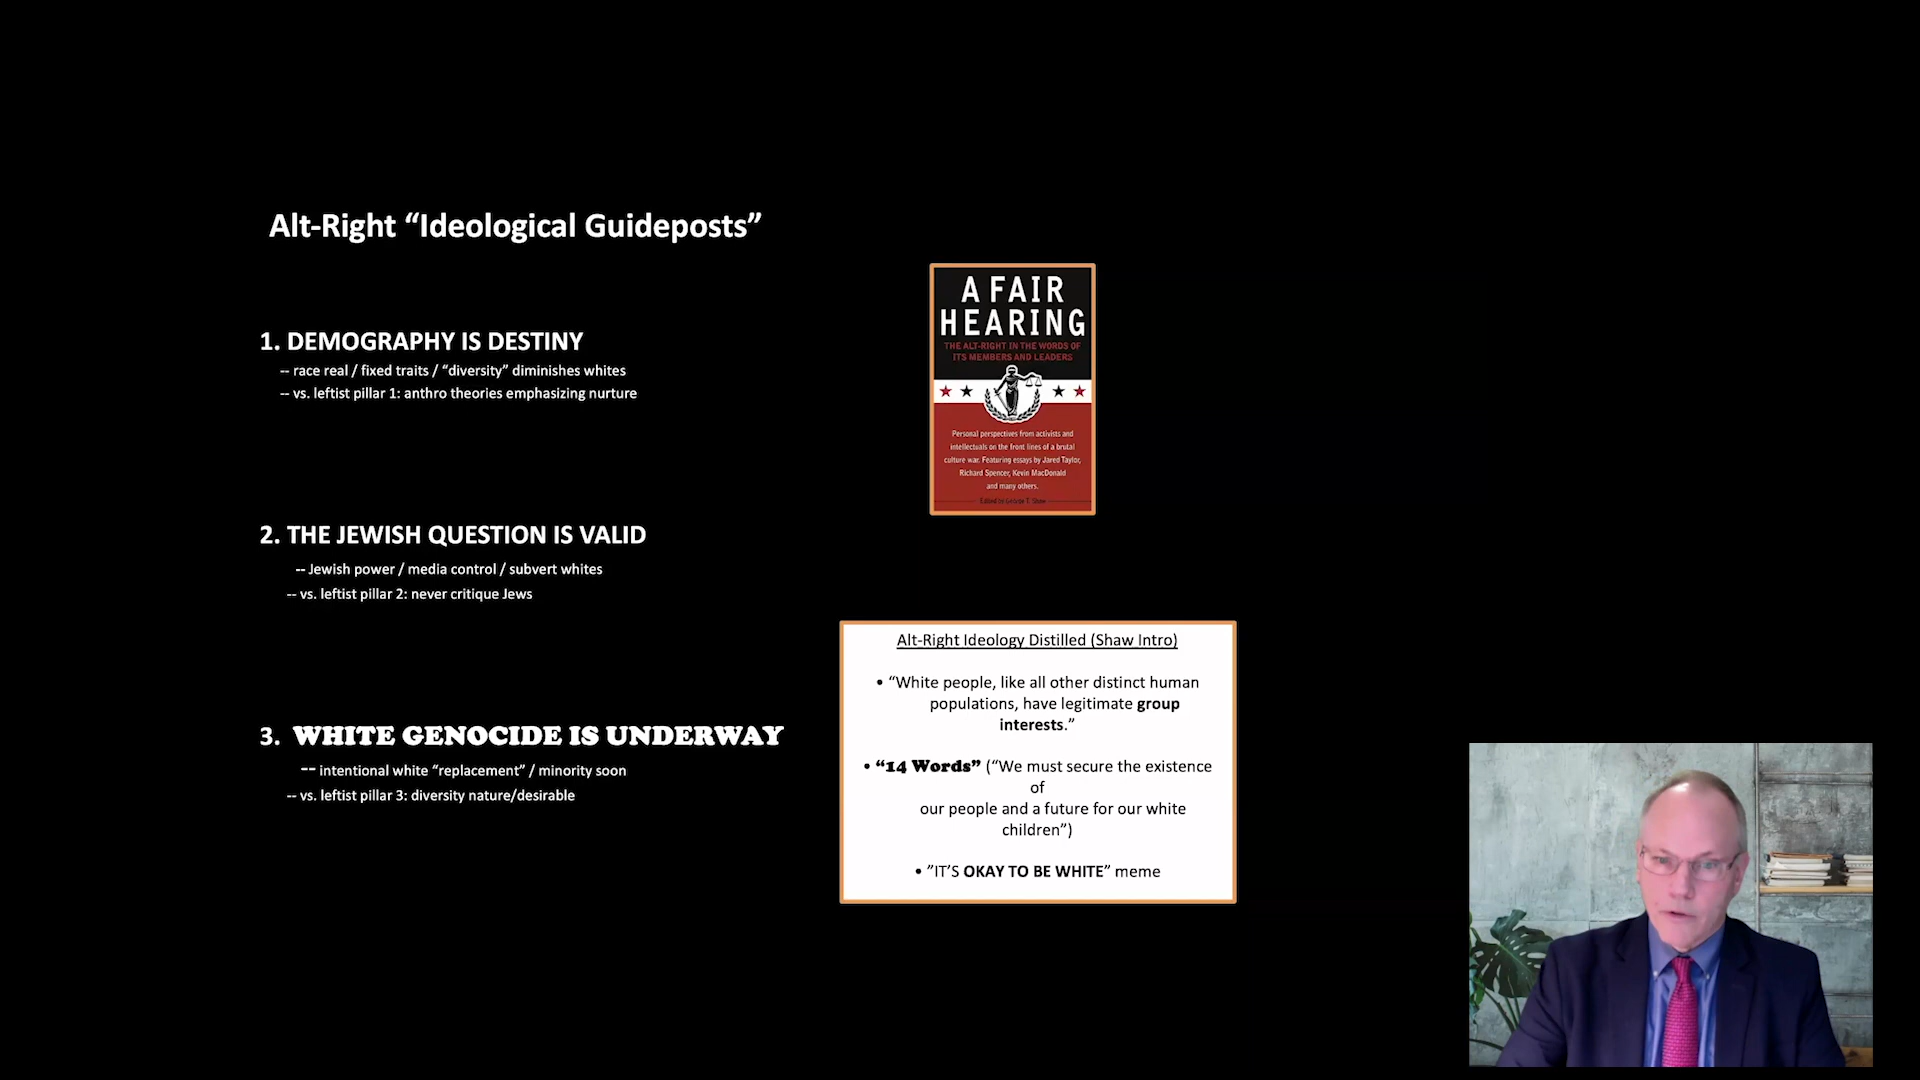 Alt-Right “Ideological Guideposts”
1. DEMOGRAPHY IS DESTINY
-- race real / fixed traits / “diversity” diminishes whites
-- vs. leftist pillar 1: anthro theories emphasizing nurture
2. THE JEWISH QUESTION IS VALID
-- Jewish power / media control / subvert whites
-- vs. leftist pillar 2: never critique Jews
3. WHITE GENOCIDE IS UNDERWAY
-- intentional white “replacement” / minority soon
-- vs. leftist pillar 3: diversity nature/desirable
A FAIR
HEARING
THE ALT-RIGHT IN THE WORDS OF
ITS MEMBERS AND LEADERS
Personal perspectives from activists and
intellectuals on the front lines of a brutal
culture war. Featuring essays by Jared Taylor,
Richard Spencer, Kevin MacDonald
and many others.
Edited by George T. Shaw
Alt-Right Ideology Distilled (Shaw Intro)
• “White people, like all other distinct human
populations, have legitimate group
interests.”
• “14 Words” (“We must secure the existence
of
our people and a future for our white
children”)
• ”IT’S OKAY TO BE WHITE” meme